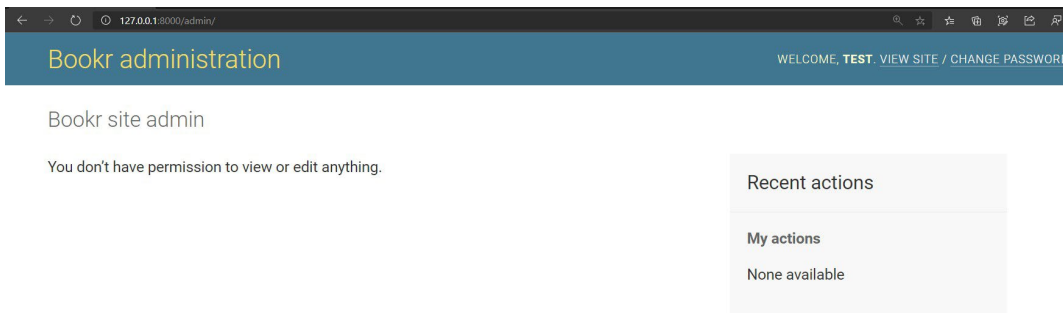 127.0.0.1:8000/admin/
Bookr administration
WELCOME, TEST. VIEW SITE / CHANGE PASSWORD
Bookr site admin
You don't have permission to view or edit anything.
Recent actions
My actions
None available